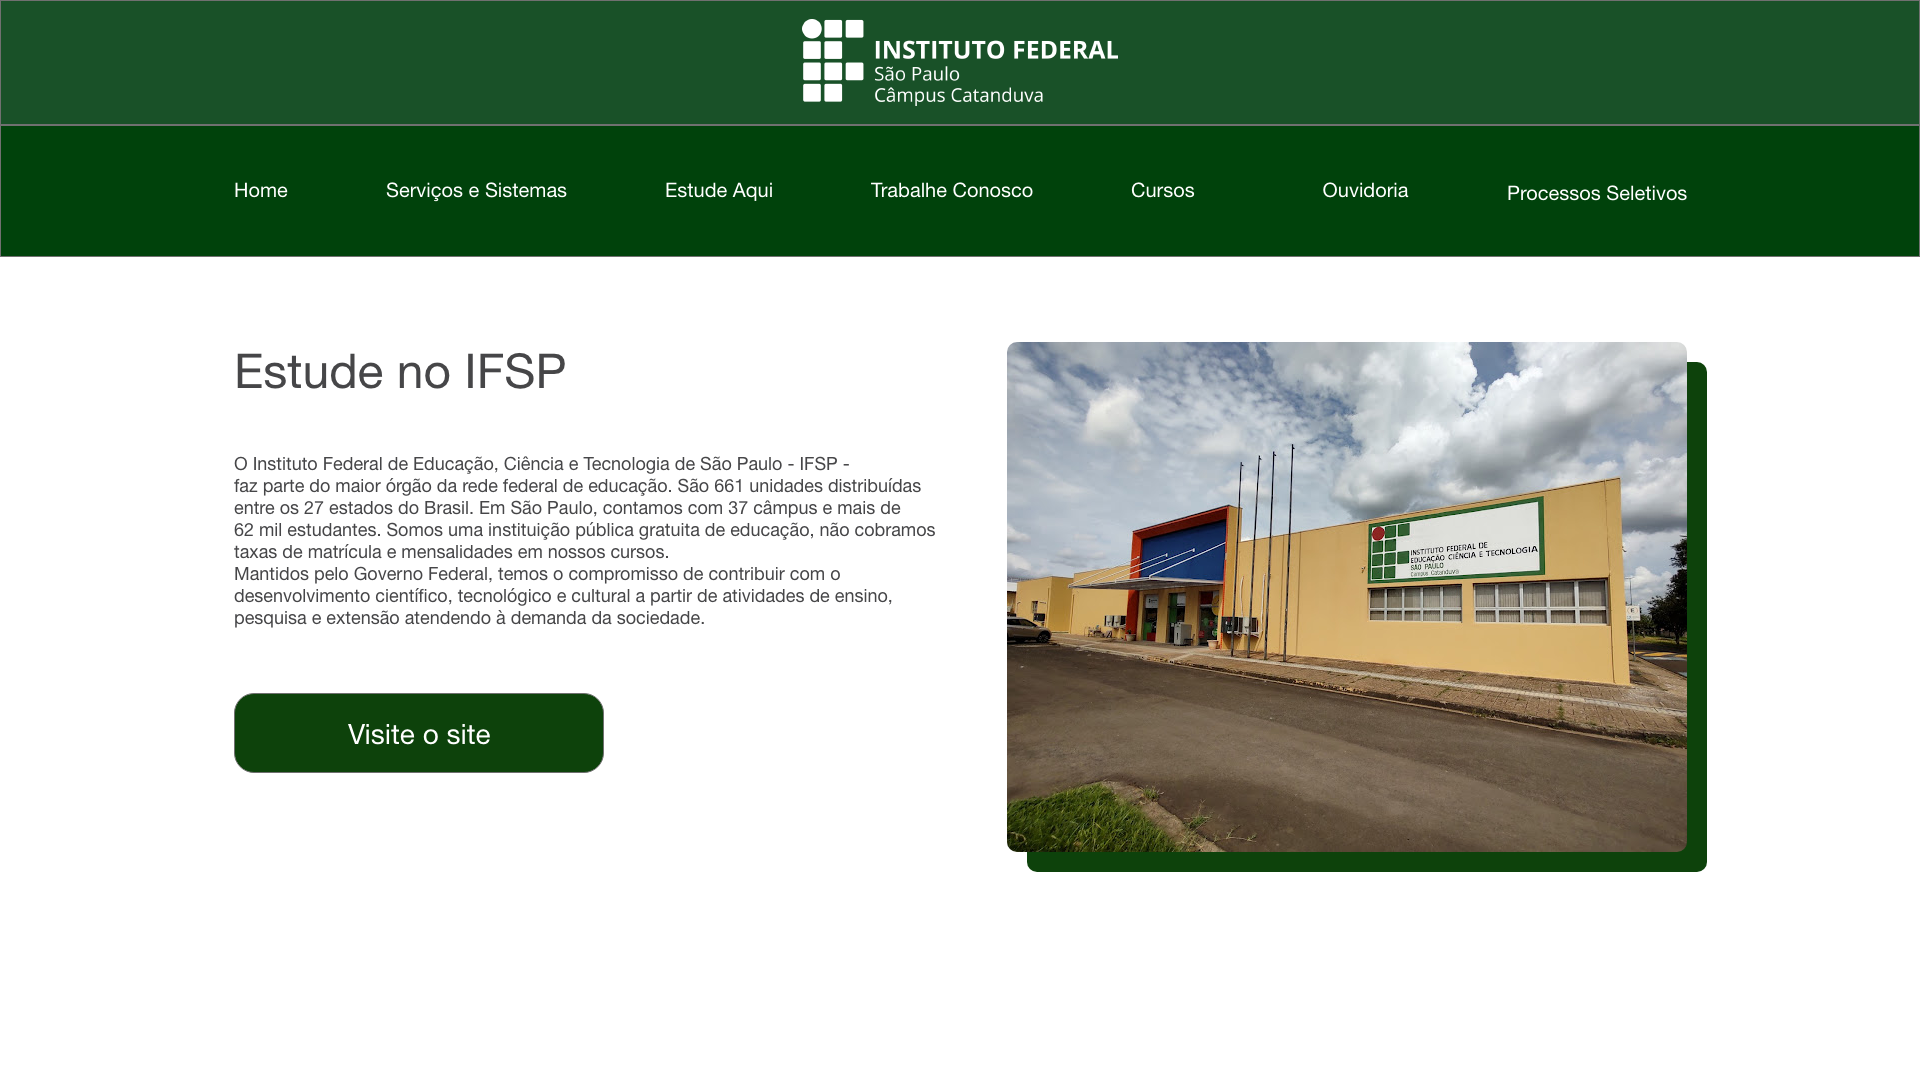 INSTITUTO FEDERAL
São Paulo
Câmpus Catanduva
Home
Serviços e Sistemas
Estude Aqui
Trabalhe Conosco
Cursos
Ouvidoria
Processos Seletivos
Estude no IFSP
O Instituto Federal de Educação, Ciência e Tecnologia de São Paulo - IFSP -
faz parte do maior órgão da rede federal de educação. São 661 unidades distribuídas
entre os 27 estados do Brasil. Em São Paulo, contamos com 37 câmpus e mais de
62 mil estudantes. Somos uma instituição pública gratuita de educação, não cobramos
taxas de matrícula e mensalidades em nossos cursos.
Mantidos pelo Governo Federal, temos o compromisso de contribuir com o
desenvolvimento científico, tecnológico e cultural a partir de atividades de ensino,
pesquisa e extensão atendendo à demanda da sociedade.
Visite o site
INSTITUTO FEDERAL DE
EDUCAÇÃO CIÊNCIA E TECNOLOGIA
SÃO PAULO
Campus Catanduva
E